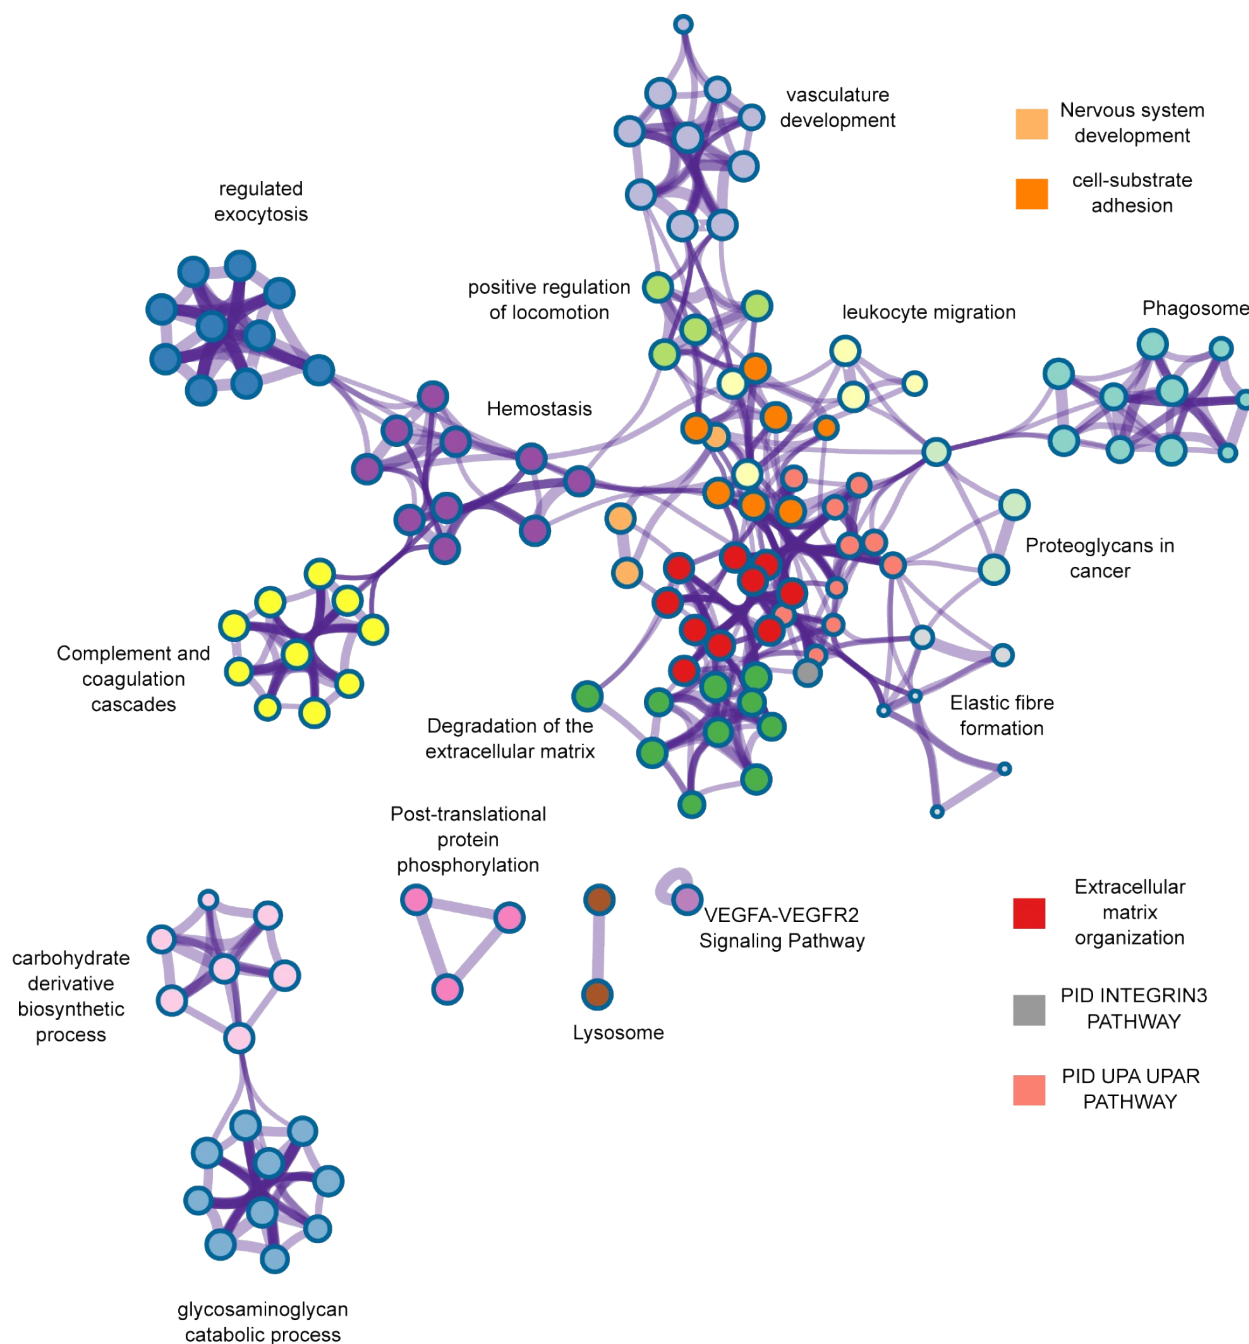 vasculature
development
Nervous system
development
cell-substrate
adhesion
regulated
exocytosis
positive regulation
of locomotion
leukocyte migration
Phagosome
Hemostasis
Proteoglycans in
cancer
Complement and
coagulation
cascades
Degradation of the
extracellular matrix
Elastic fibre
formation
Post-translational
protein
phosphorylation
VEGFA-VEGFR2
Signaling Pathway
Extracellular
matrix
organization
carbohydrate
derivative
biosynthetic
process
Lysosome
PID INTEGRIN3
PATHWAY
PID UPA UPAR
PATHWAY
glycosaminoglycan
catabolic process